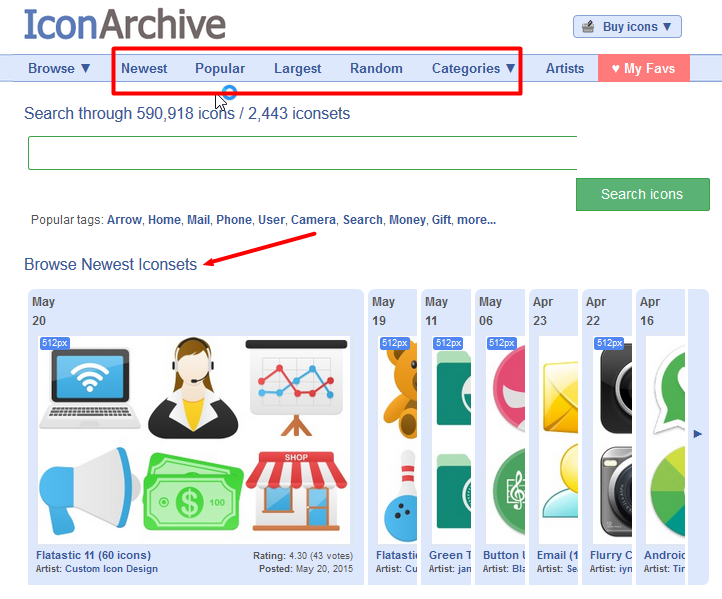 IconArchive
Buy icons ▼
Browse ▼ Newest Popular Largest Random Categories ▼ Artists ♥ My Favs
Search through 590,918 icons / 2,443 iconsets
Search icons
Popular tags: Arrow, Home, Mail, Phone, User, Camera, Search, Money, Gift, more...
Browse Newest Iconsets
May May May May Apr Apr Apr
20 19 11 06 23 22 16
512px 512px 512px 512px 512px
SHOP
100
Flatastic 11 (60 icons) Rating: 4.30 (43 votes) Flatastic Green T Button U Email (1 Flurry C Android
Artist: Custom Icon Design Posted: May 20, 2015 Artist: Cu Artist: jan Artist: Bla Artist: Sea Artist: iyn Artist: Tin